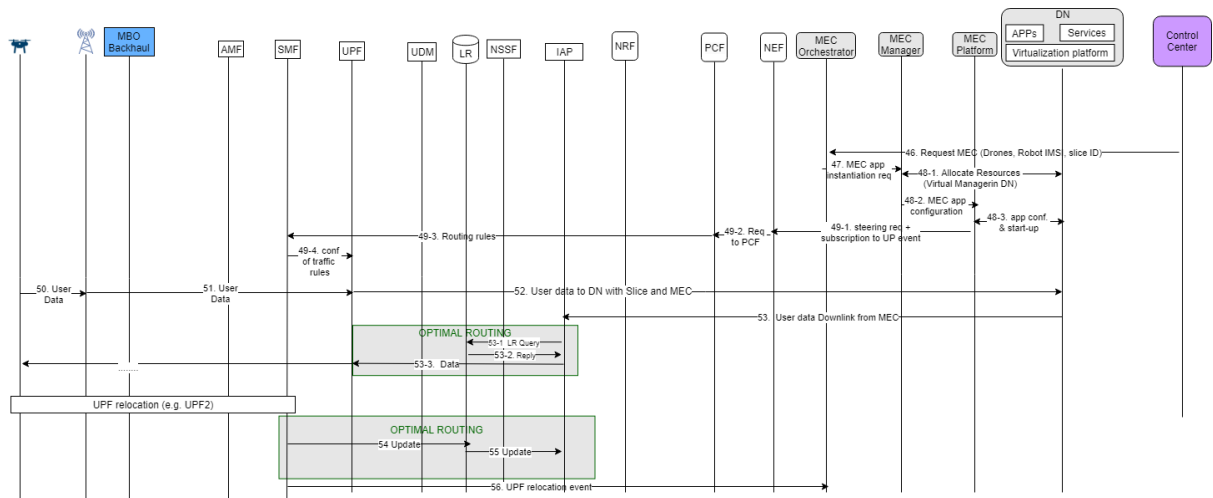 DN
MBO
Backhaul
AMF
SMF
UPF
UDM
LR
NSSF
IAP
NRF
PCF
NEF
MEC
Orchestrator
MEC
Manager
MEC
Platform
APPs
Services
Virtualization platform
Control
Center
46. Request MEC (Drones, Robot IMSI, slice ID)
47. MEC app
instantiation req
48-1. Allocate Resources
(Virtual Managerin DN)
48-2. MEC app
configuration
48-3. app conf.
& start-up
49-1. steering req +
subscription to UP event
49-2. Req
to PCF
49-3. Routing rules
49-4. conf
of traffic
rules
50. User
Data
51. User
Data
52. User data to DN with Slice and MEC
53. User data Downlink from MEC
OPTIMAL ROUTING
53-1 LR Query
53-2. Reply
53-3. Data
........
UPF relocation (e.g. UPF2)
OPTIMAL ROUTING
54 Update
55 Update
56. UPF relocation event